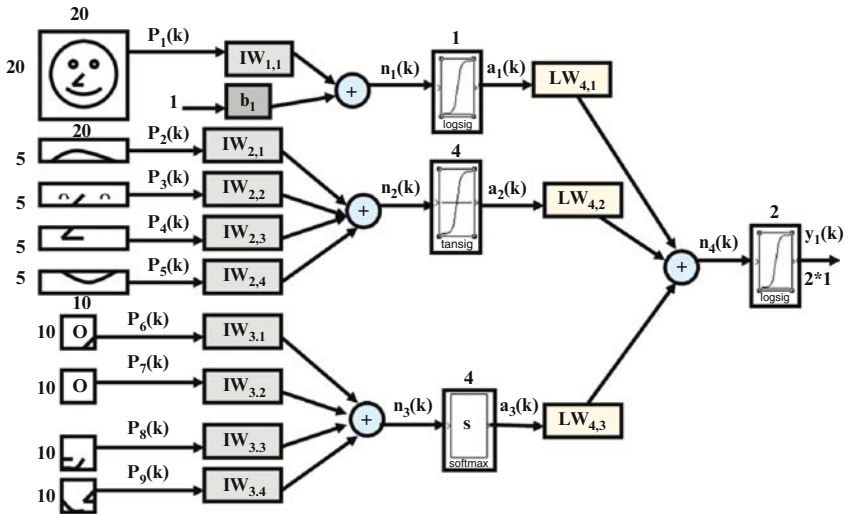 20
20
P1(k)
IW1,1
1
b1
+
n1(k)
1
logsig
a1(k)
LW4,1
20
5
P2(k)
IW2,1
5
P3(k)
IW2,2
5
P4(k)
IW2,3
5
P5(k)
IW2,4
+
n2(k)
4
tansig
a2(k)
LW4,2
10
10
O
P6(k)
IW3.1
10
O
P7(k)
IW3.2
10
P8(k)
IW3.3
10
P9(k)
IW3.4
+
n3(k)
4
s
softmax
a3(k)
LW4,3
+
n4(k)
2
logsig
y1(k)
2*1